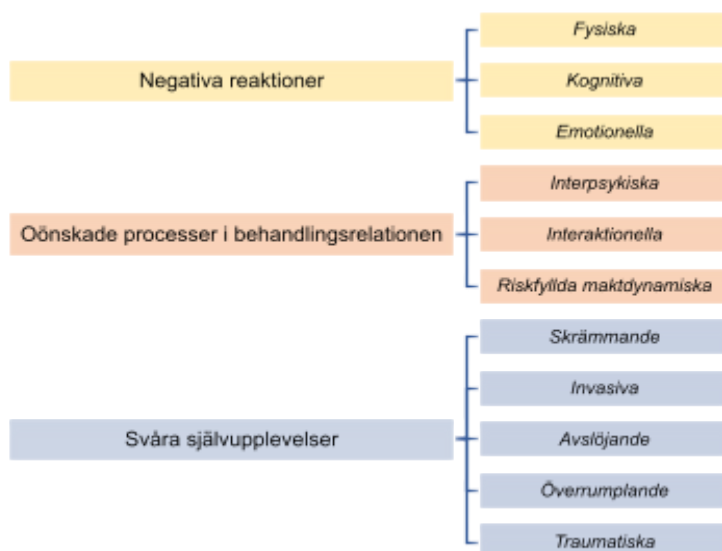 Negativa reaktioner
Fysiska
Kognitiva
Emotionella
Oönskade processer i behandlingsrelationen
Interpsykiska
Interaktionella
Riskfyllda maktdynamiska
Svåra självupplevelser
Skrämmande
Invasiva
Avslöjande
Överrumplande
Traumatiska